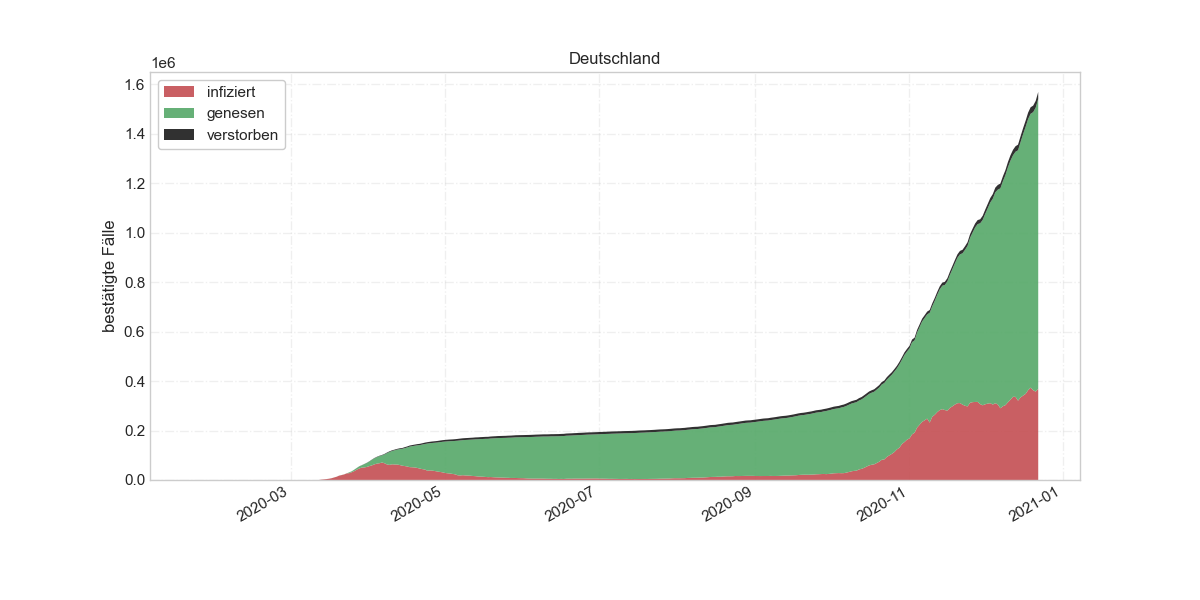 Deutschland
1e6
infiziert
genesen
verstorben
bestätigte Fälle
1.6
1.4
1.2
1.0
0.8
0.6
0.4
0.2
0.0
2020-03
2020-05
2020-07
2020-09
2020-11
2021-01